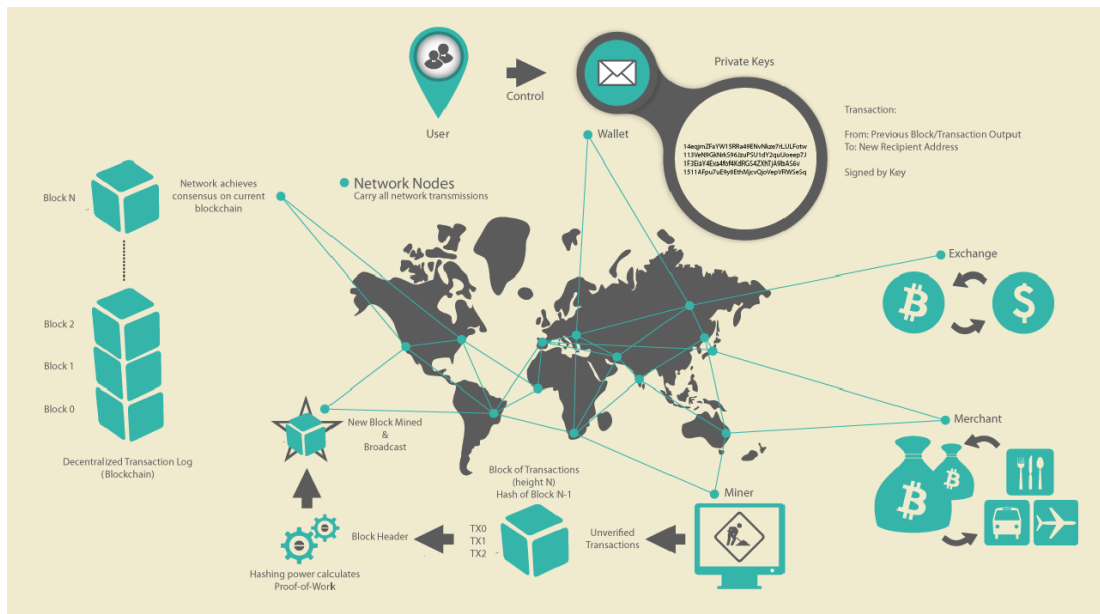 Private Keys
Control
User
Wallet
Transaction:
From: Previous Block/Transaction Output
To: New Recipient Address
Signed by Key
Block N
Network achieves
consensus on current
blockchain
Network Nodes
Carry all network transmissions
Exchange
Block 2
Block 1
Block 0
Decentralized Transaction Log
(Blockchain)
New Block Mined
&
Broadcast
Merchant
Block of Transactions
(height N)
Hash of Block N-1
Miner
TX0
TX1
TX2
Block Header
Unverified
Transactions
Hashing power calculates
Proof-of-Work